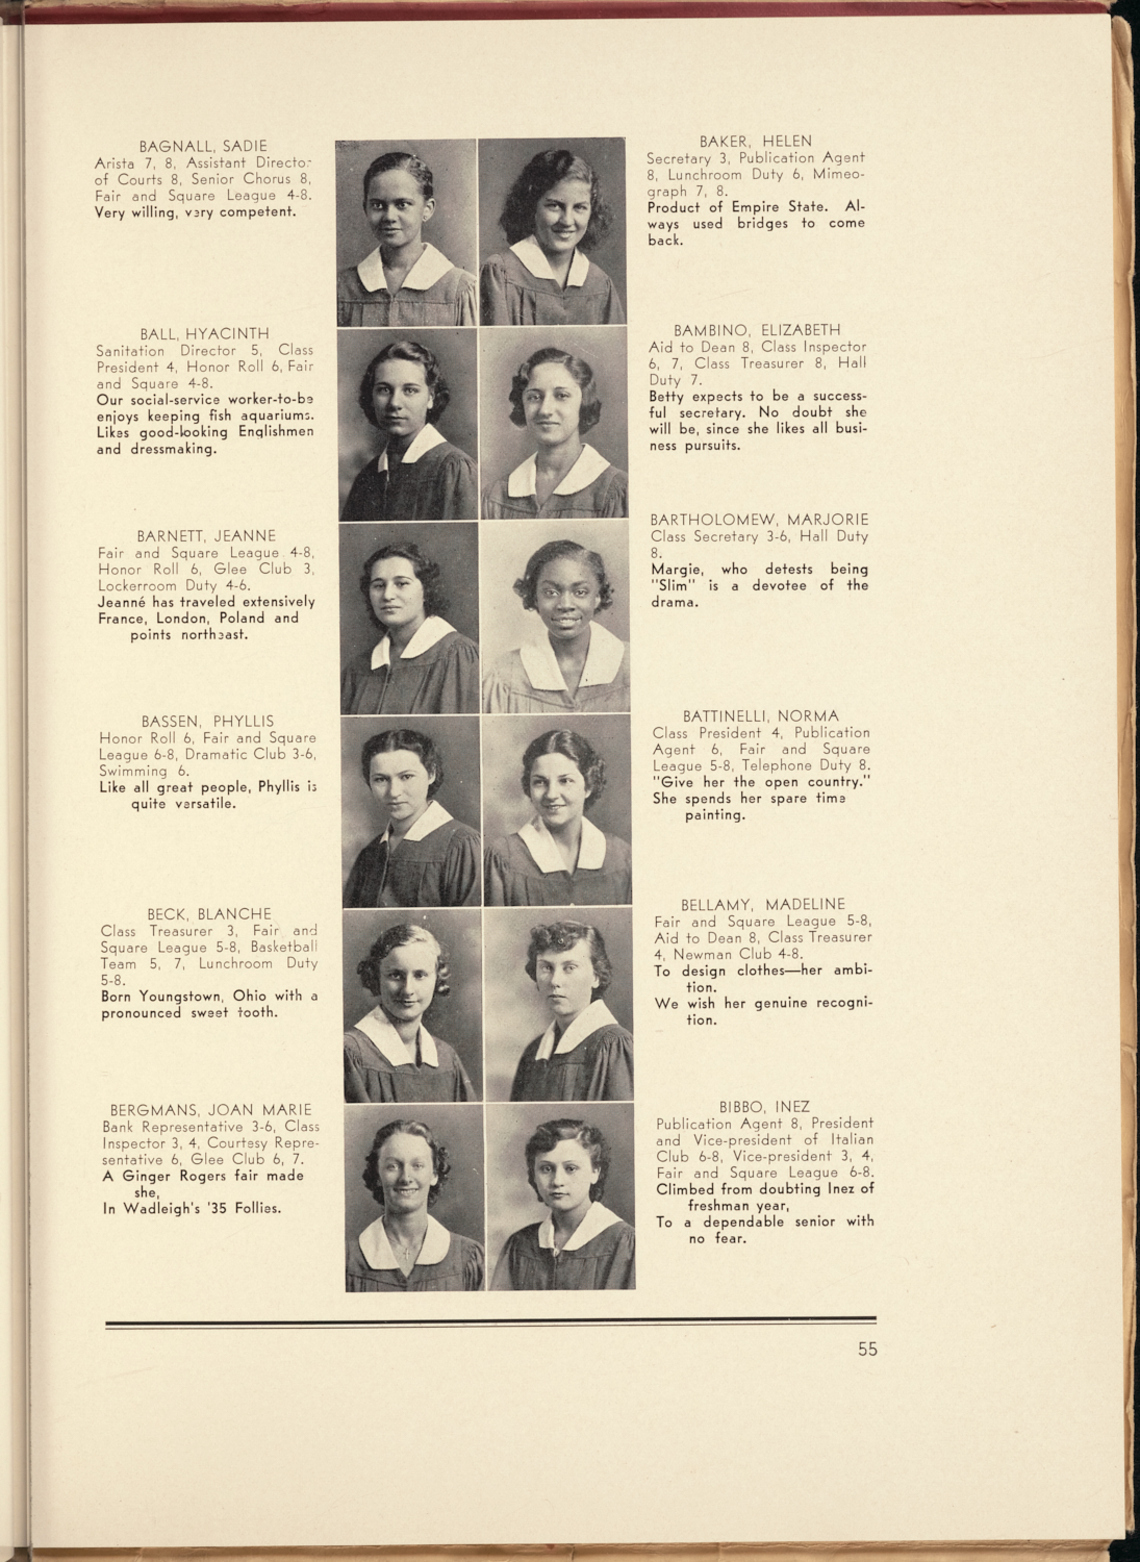 BAGNALL, SADIE
Arista 7, 8, Assistant Director
of Courts 8, Senior Chorus 8,
Fair and Square League 4-8.
Very willing, very competent.
BAKER, HELEN
Secretary 3, Publication Agent
8, Lunchroom Duty 6, Mimeo-
graph 7, 8.
Product of Empire State. Al-
ways used bridges to come
back.
BALL, HYACINTH
Sanitation Director 5, Class
President 4, Honor Roll 6, Fair
and Square 4-8.
Our social-service worker-to-be
enjoys keeping fish aquariums.
Likes good-looking Englishmen
and dressmaking.
BAMBINO, ELIZABETH
Aid to Dean 8, Class Inspector
6, 7, Class Treasurer 8, Hall
Duty 7.
Betty expects to be a success-
ful secretary. No doubt she
will be, since she likes all busi-
ness pursuits.
BARNETT, JEANNE
Fair and Square League 4-8,
Honor Roll 6, Glee Club 3,
Lockerroom Duty 4-6.
Jeanné has traveled extensively
France, London, Poland and
points northeast.
BARTHOLOMEW, MARJORIE
Class Secretary 3-6, Hall Duty
8.
Margie, who detests being
"Slim" is a devotee of the
drama.
BASSEN, PHYLLIS
Honor Roll 6, Fair and Square
League 6-8, Dramatic Club 3-6,
Swimming 6.
Like all great people, Phyllis is
quite versatile.
BATTINELLI, NORMA
Class President 4, Publication
Agent 6, Fair and Square
League 5-8, Telephone Duty 8.
"Give her the open country."
She spends her spare time
painting.
BECK, BLANCHE
Class Treasurer 3, Fair and
Square League 5-8, Basketball
Team 5, 7, Lunchroom Duty
5-8.
Born Youngstown, Ohio with a
pronounced sweet tooth.
BELLAMY, MADELINE
Fair and Square League 5-8,
Aid to Dean 8, Class Treasurer
4, Newman Club 4-8.
To design clothes—her ambi-
tion.
We wish her genuine recogni-
tion.
BERGMANS, JOAN MARIE
Bank Representative 3-6, Class
Inspector 3, 4, Courtesy Repre-
sentative 6, Glee Club 6, 7.
A Ginger Rogers fair made
she,
In Wadleigh's '35 Follies.
BIBBO, INEZ
Publication Agent 8, President
and Vice-president of Italian
Club 6-8, Vice-president 3, 4,
Fair and Square League 6-8.
Climbed from doubting Inez of
freshman year,
To a dependable senior with
no fear.
55